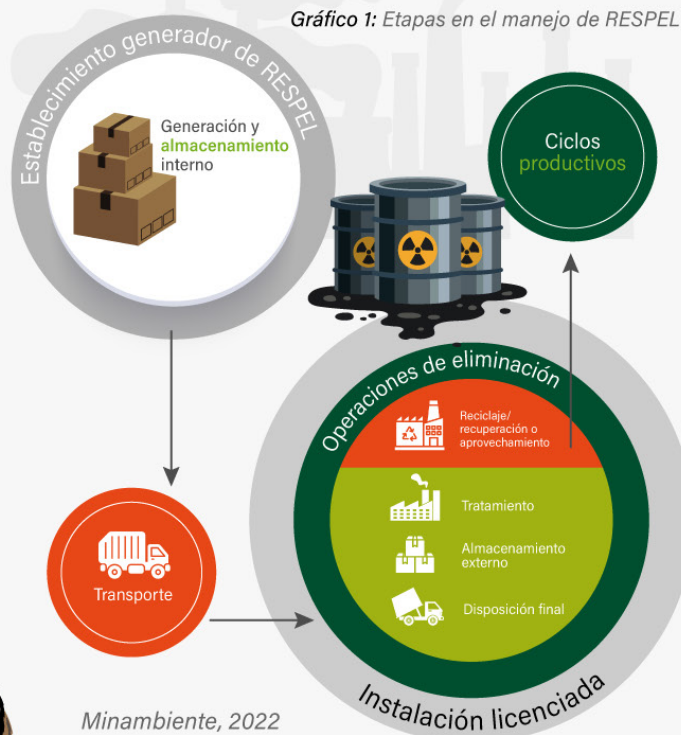 Gráfico 1: Etapas en el manejo de RESPEL
Establecimiento generador de RESPEL
Generación y
almacenamiento
interno
Ciclos
productivos
Operaciones de eliminación
Reciclaje/
recuperación o
aprovechamiento
Tratamiento
Almacenamiento
externo
Disposición final
Transporte
Instalación licenciada
Minambiente, 2022